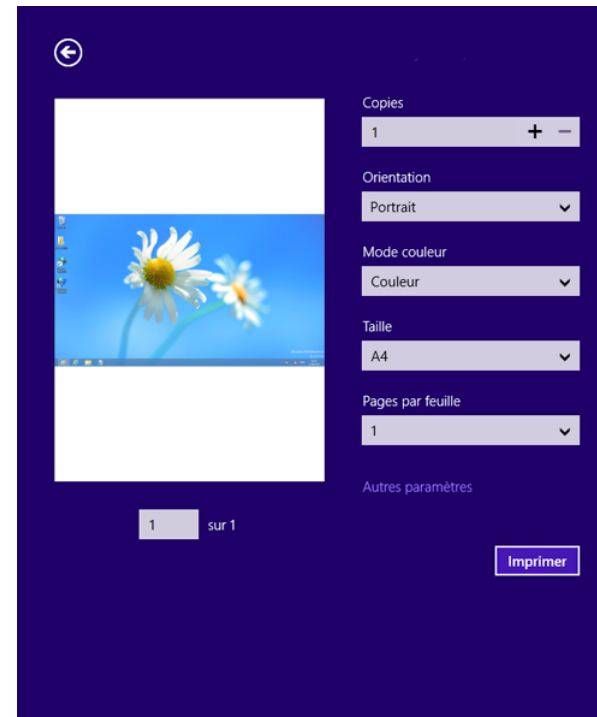 Copies
1
Orientation
Portrait
Mode couleur
Couleur
Taille
A4
Pages par feuille
1
Autres paramètres
1 sur 1
Imprimer